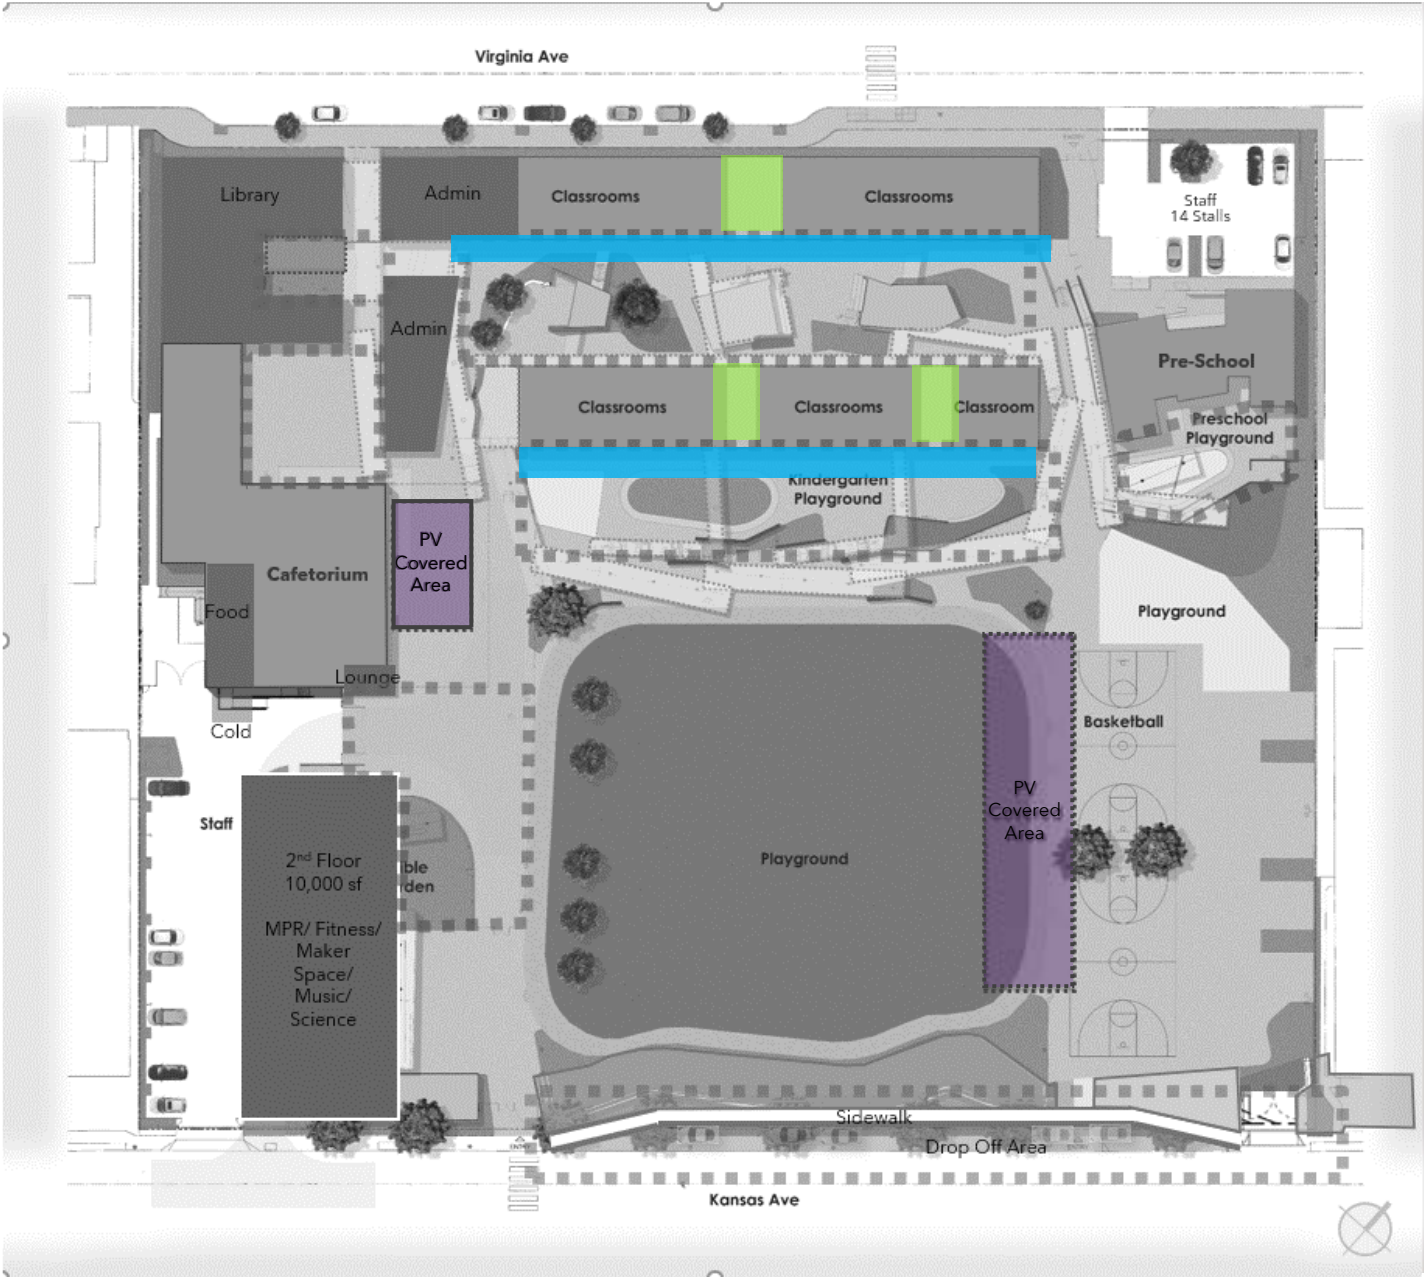 Virginia Ave
Library
Admin
Classrooms
Classrooms
Staff
14 Stalls
Admin
Pre-School
Classrooms
Classrooms
Classroom
Preschool
Playground
Kindergarten
Playground
PV
Covered
Area
Cafetorium
Food
Playground
Lounge
Cold
Basketball
PV
Covered
Area
Staff
2nd Floor
10,000 sf
MPR/ Fitness/
Maker
Space/
Music/
Science
ble
den
Playground
Sidewalk
Drop Off Area
Kansas Ave